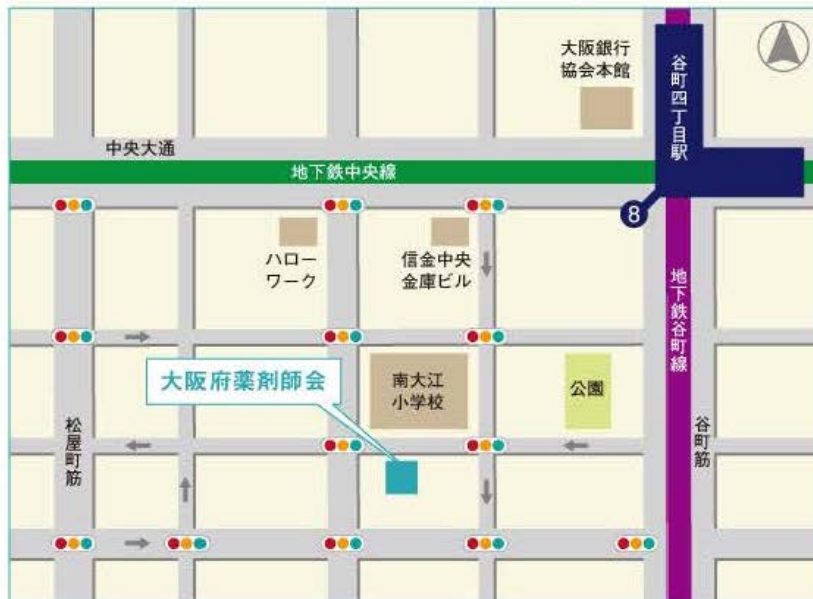 大阪銀行
協会本館
谷町四丁目駅
中央大通
地下鉄中央線
8
ハロー
ワーク
信金中央
金庫ビル
地下鉄谷町線
大阪府薬剤師会
南大江
小学校
公園
松屋町筋
谷町筋